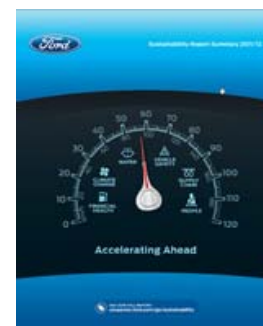 Ford
Sustainability Report Summary 2011/12
0
10
20
30
40
50
60
70
80
90
100
110
120
WATER
VEHICLE
SAFETY
CLIMATE
CHANGE
SUPPLY
CHAIN
FINANCIAL
HEALTH
PEOPLE
Accelerating Ahead